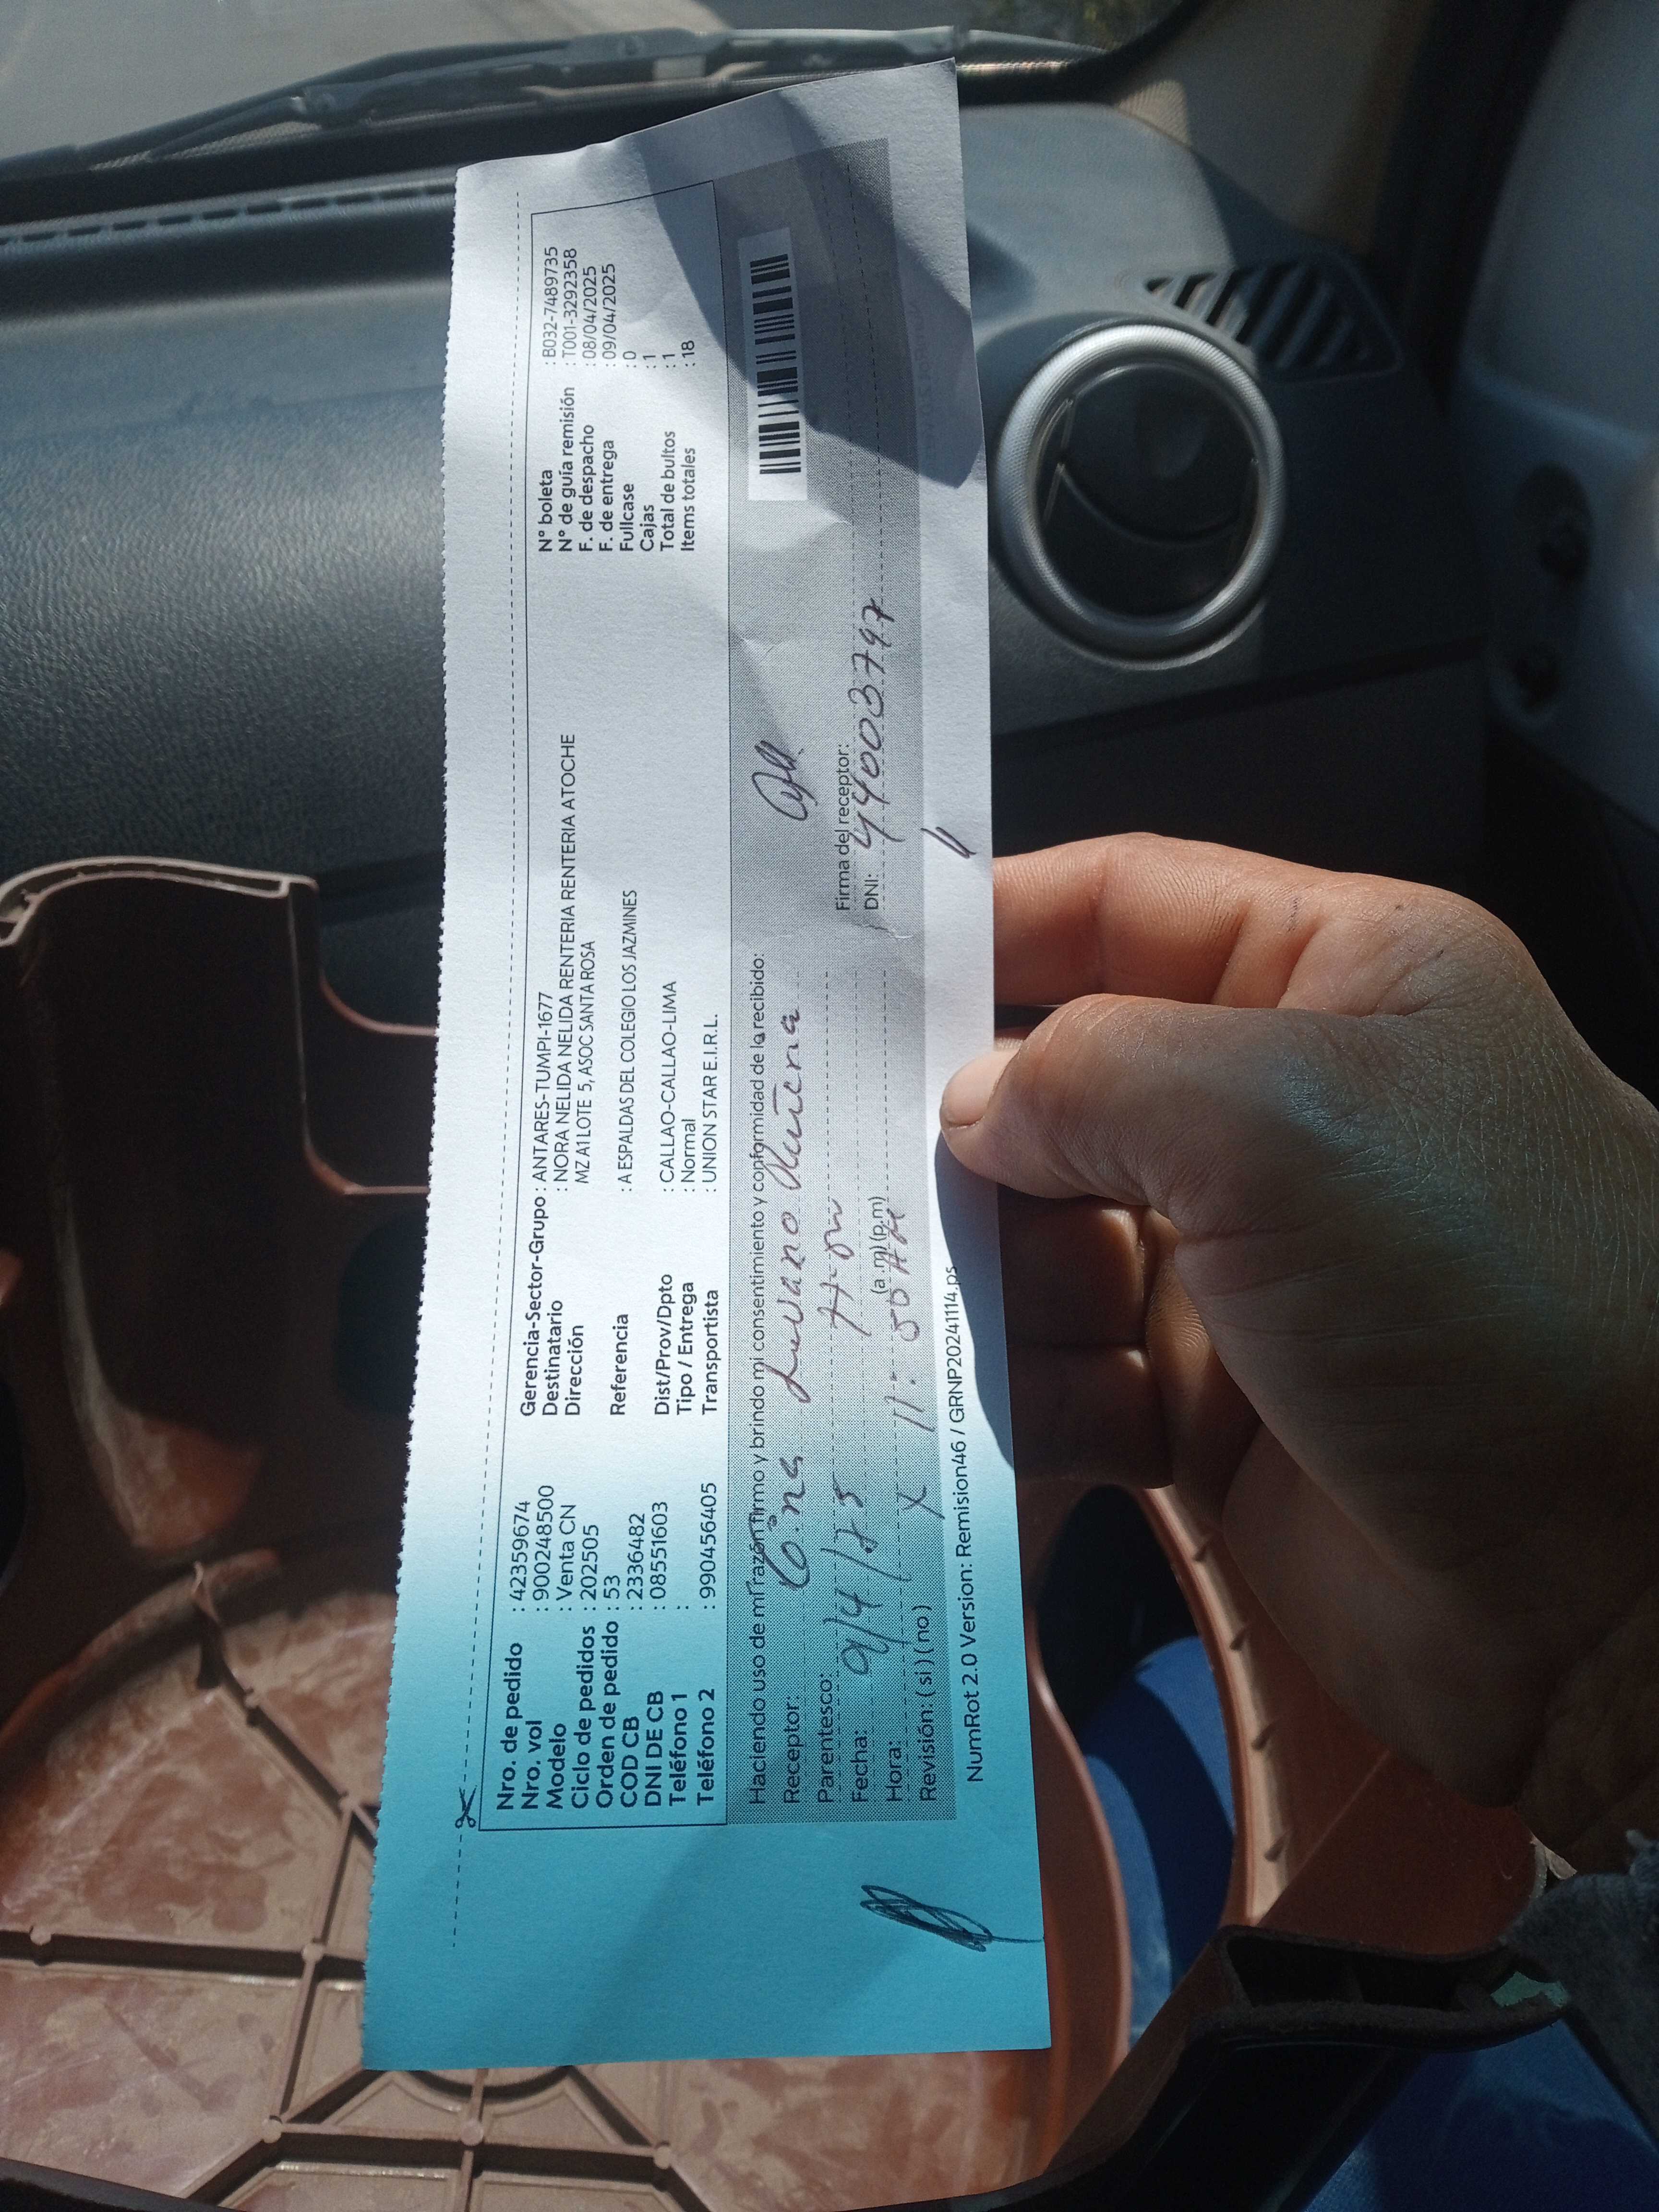 Nro. de pedido : 42359674
Nro. vol : 900248500
Modelo : Venta CN
Ciclo de pedidos : 202505
Orden de pedido : 53
COD CB : 2336482
DNI DE CB : 08551603
Teléfono 1 :
Teléfono 2 : 990456405
Gerencia-Sector-Grupo : ANTARES-TUMPI-1677
Destinatario : NORA NELIDA NELIDA RENTERIA RENTERIA ATOCHE
Dirección MZ A1 LOTE 5, ASOC SANTA ROSA
Referencia : A ESPALDAS DEL COLEGIO LOS JAZMINES
Dist/Prov/Dpto : CALLAO-CALLAO-LIMA
Tipo / Entrega : Normal
Transportista : UNION STAR E.I.R.L.
N° boleta : B032-7489735
N° de guía remisión : T001-3292358
F. de despacho : 08/04/2025
F. de entrega : 09/04/2025
Fullcase : 0
Cajas : 1
Total de bultos : 1
Items totales : 18
Haciendo uso de mi razón firmo y brindo mi consentimiento y conformidad de lo recibido:
Receptor:
Parentesco:
Fecha: 9/4/25
Hora: 11:50 AM (a.m) (p.m)
Revisión: ( si ) ( no ) X
Firma del receptor:
DNI: 44003797
NumRot 2.0 Version: Remision46 / GRNP20241114.ps